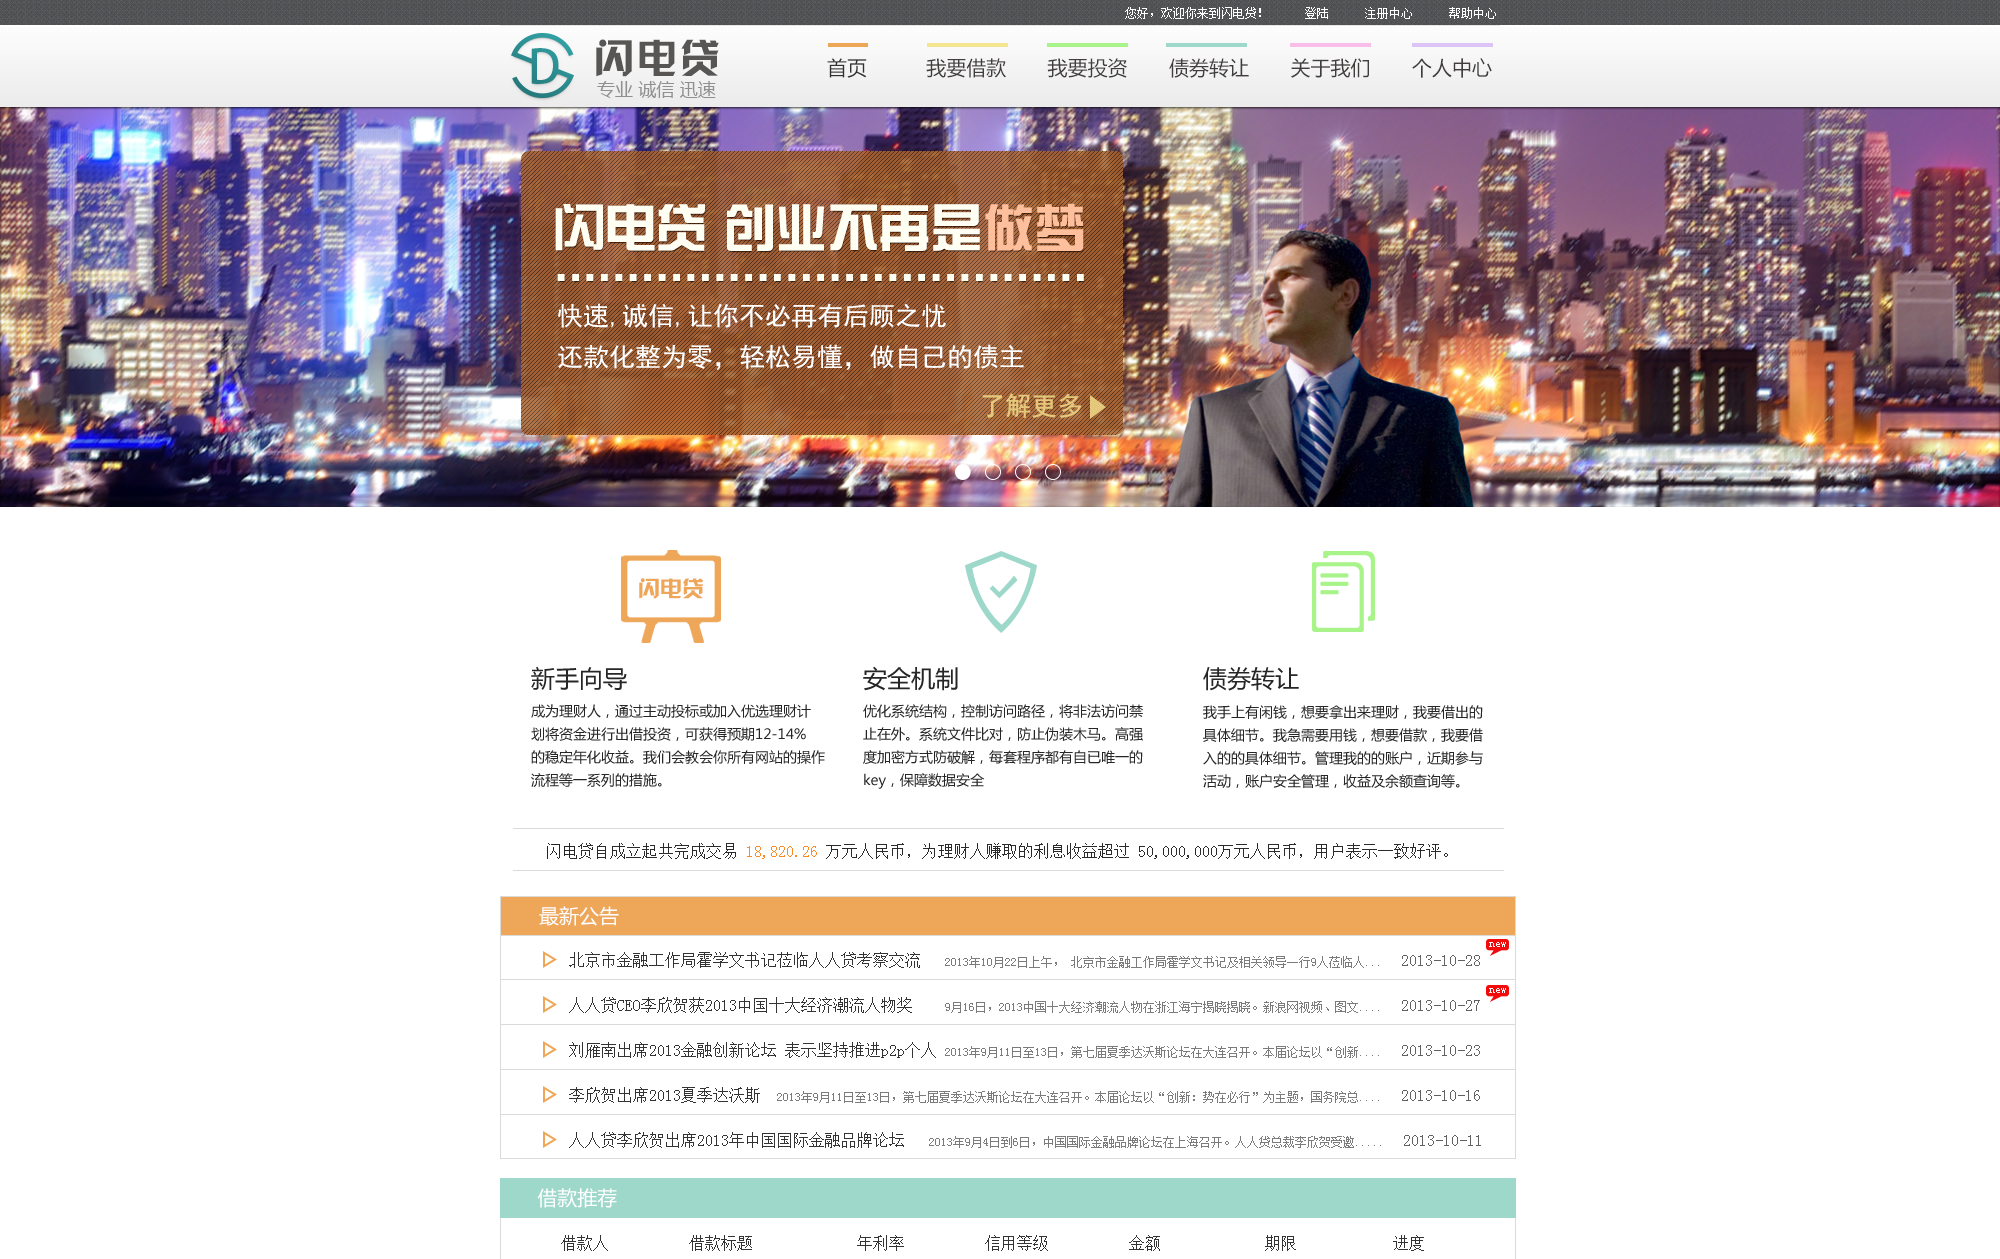 您好，欢迎你来到闪电贷！ 登陆 注册中心 帮助中心
闪电贷
专业 诚信 迅速
首页 我要借款 我要投资 债券转让 关于我们 个人中心
闪电贷 创业不再是做梦
快速, 诚信, 让你不必再有后顾之忧
还款化整为零，轻松易懂，做自己的债主
了解更多
闪电贷
新手向导
成为理财人，通过主动投标或加入优选理财计
划将资金进行出借投资，可获得预期12-14%
的稳定年化收益。我们会教会你所有网站的操作
流程等一系列的措施。
安全机制
优化系统结构，控制访问路径，将非法访问禁
止在外。系统文件比对，防止伪装木马。高强
度加密方式防破解，每套程序都有自已唯一的
key，保障数据安全
债券转让
我手上有闲钱，想要拿出来理财，我要借出的
具体细节。我急需要用钱，想要借款，我要借
入的的具体细节。管理我的的账户，近期参与
活动，账户安全管理，收益及余额查询等。
闪电贷自成立起共完成交易 18,820.26 万元人民币，为理财人赚取的利息收益超过 50,000,000万元人民币，用户表示一致好评。
最新公告
北京市金融工作局霍学文书记莅临人人贷考察交流 2013年10月22日上午， 北京市金融工作局霍学文书记及相关领导一行9人莅临人... 2013-10-28 new
人人贷CEO李欣贺获2013中国十大经济潮流人物奖 9月16日，2013中国十大经济潮流人物在浙江海宁揭晓揭晓。新浪网视频、图文.... 2013-10-27 new
刘雁南出席2013金融创新论坛 表示坚持推进p2p个人 2013年9月11日至13日，第七届夏季达沃斯论坛在大连召开。本届论坛以“创新.... 2013-10-23
李欣贺出席2013夏季达沃斯 2013年9月11日至13日，第七届夏季达沃斯论坛在大连召开。本届论坛以“创新：势在必行”为主题，国务院总.... 2013-10-16
人人贷李欣贺出席2013年中国国际金融品牌论坛 2013年9月4日到6日，中国国际金融品牌论坛在上海召开。人人贷总裁李欣贺受邀..... 2013-10-11
借款推荐
借款人 借款标题 年利率 信用等级 金额 期限 进度